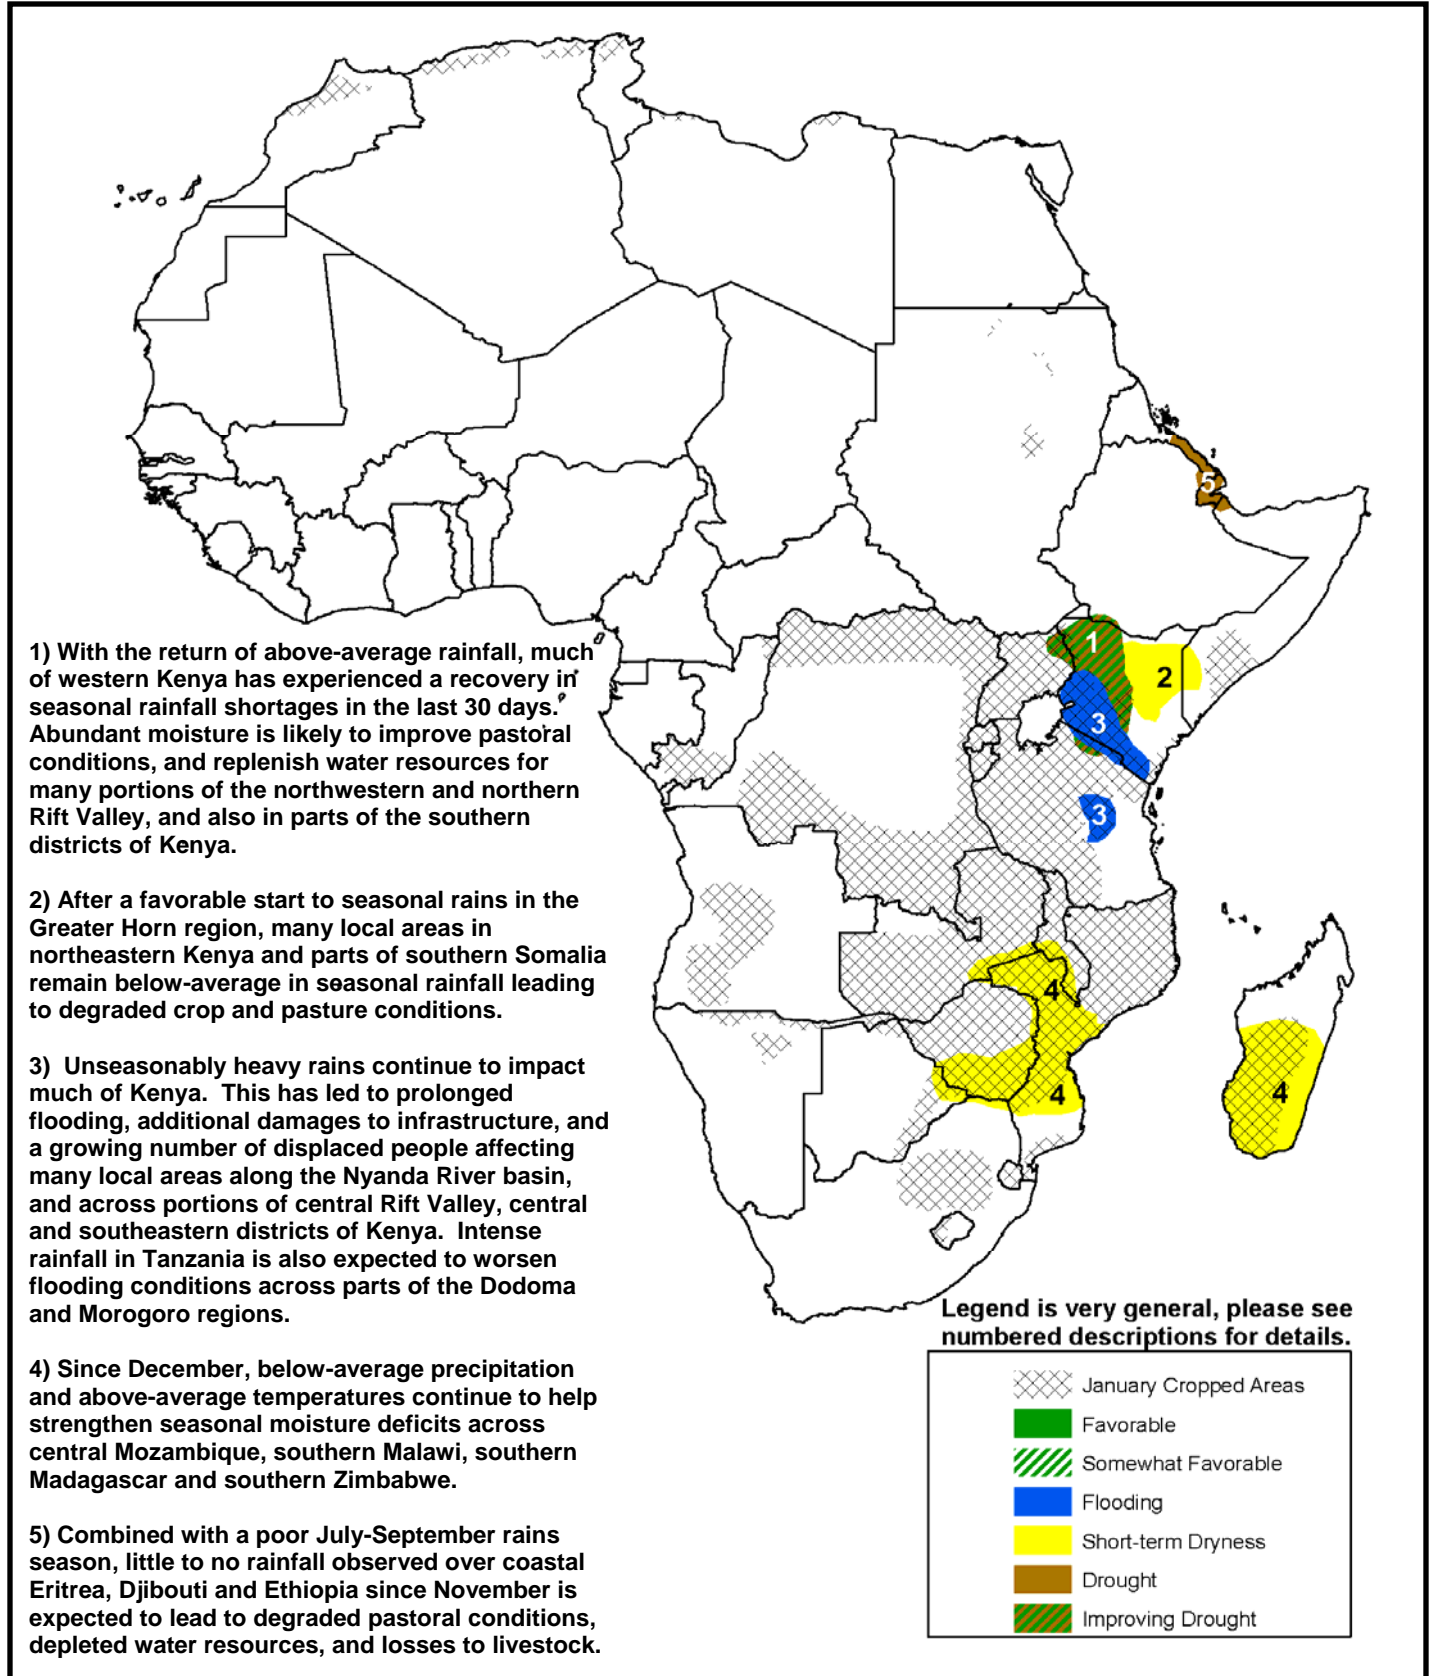 1) With the return of above-average rainfall, much
of western Kenya has experienced a recovery in
seasonal rainfall shortages in the last 30 days.
Abundant moisture is likely to improve pastoral
conditions, and replenish water resources for
many portions of the northwestern and northern
Rift Valley, and also in parts of the southern
districts of Kenya.
2) After a favorable start to seasonal rains in the
Greater Horn region, many local areas in
northeastern Kenya and parts of southern Somalia
remain below-average in seasonal rainfall leading
to degraded crop and pasture conditions.
3) Unseasonably heavy rains continue to impact
much of Kenya. This has led to prolonged
flooding, additional damages to infrastructure, and
a growing number of displaced people affecting
many local areas along the Nyanda River basin,
and across portions of central Rift Valley, central
and southeastern districts of Kenya. Intense
rainfall in Tanzania is also expected to worsen
flooding conditions across parts of the Dodoma
and Morogoro regions.
4) Since December, below-average precipitation
and above-average temperatures continue to help
strengthen seasonal moisture deficits across
central Mozambique, southern Malawi, southern
Madagascar and southern Zimbabwe.
5) Combined with a poor July-September rains
season, little to no rainfall observed over coastal
Eritrea, Djibouti and Ethiopia since November is
expected to lead to degraded pastoral conditions,
depleted water resources, and losses to livestock.
5
1
2
3
3
4
4
4
Legend is very general, please see
numbered descriptions for details.
January Cropped Areas
Favorable
Somewhat Favorable
Flooding
Short-term Dryness
Drought
Improving Drought